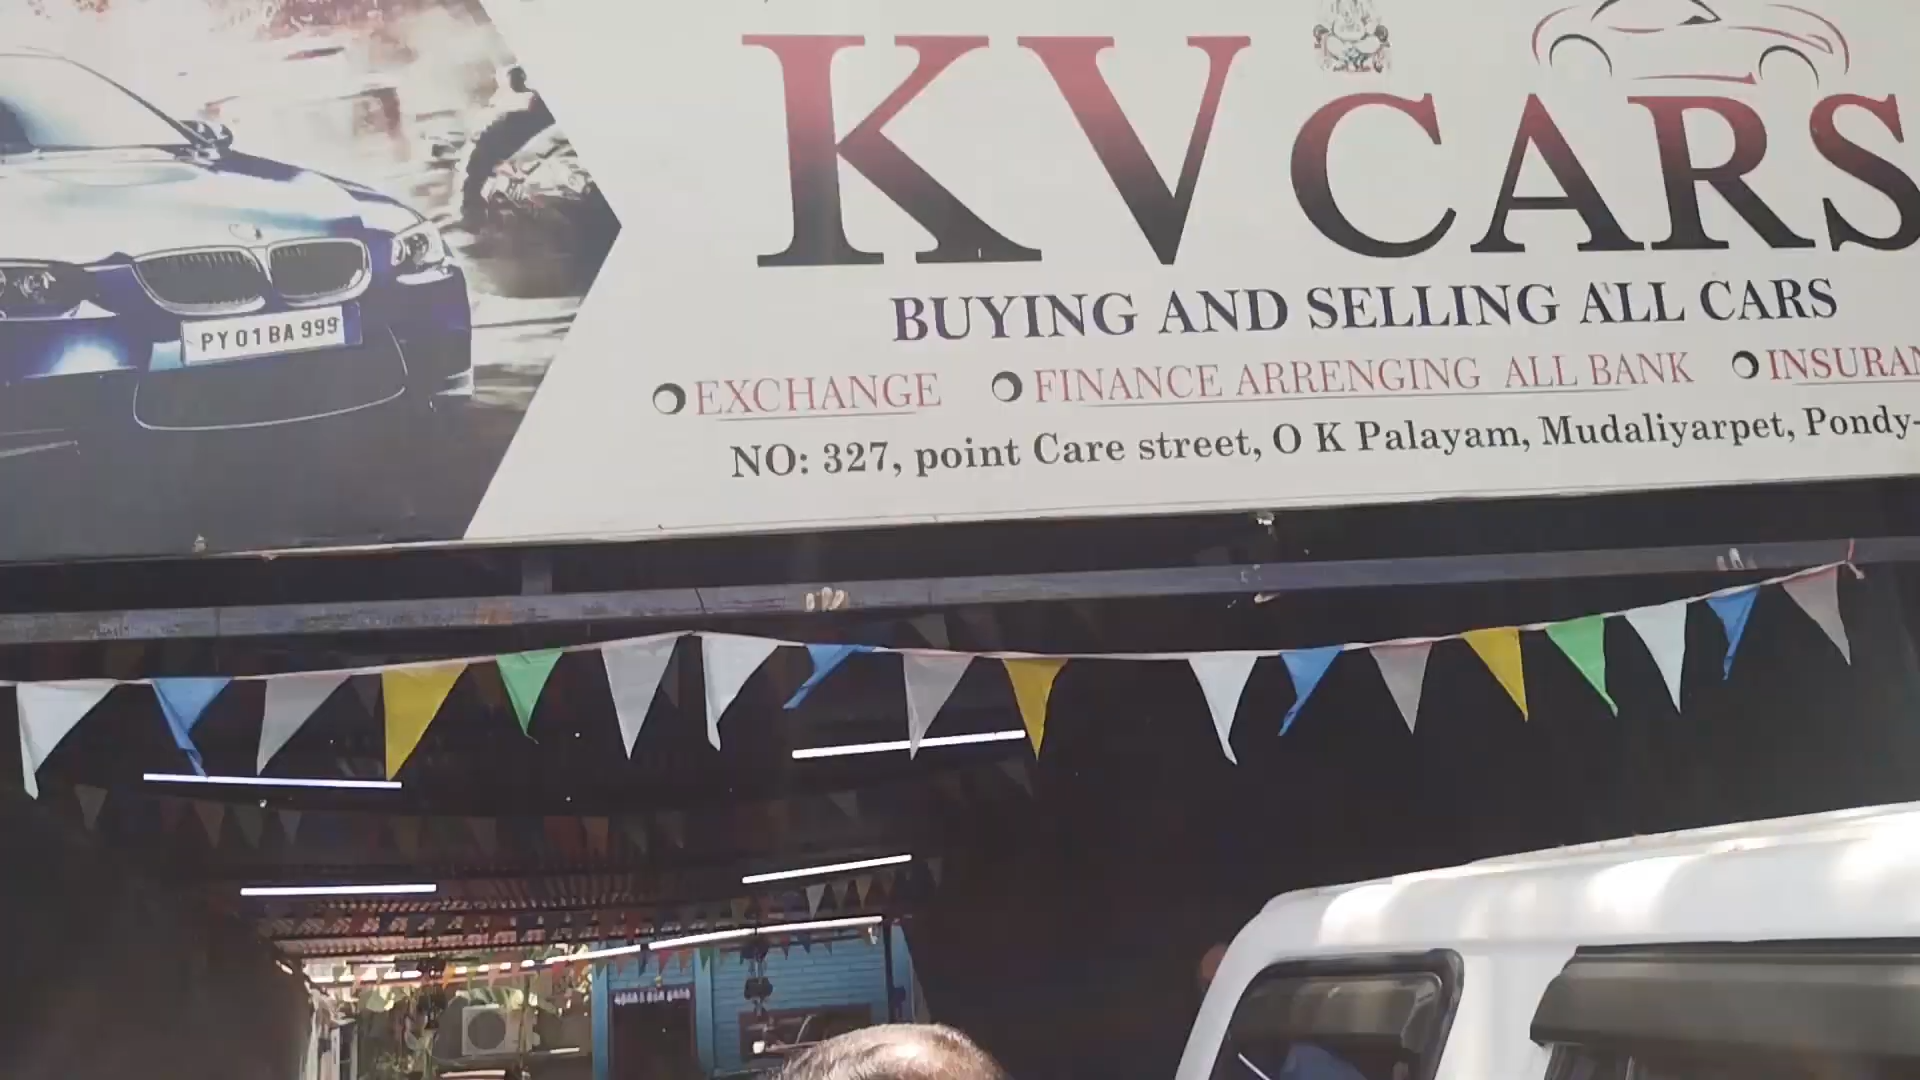 KV CARS
BUYING AND SELLING ALL CARS
EXCHANGE FINANCE ARRENGING ALL BANK INSURAN
NO: 327, point Care street, O K Palayam, Mudaliyarpet, Pondy-
PY 01 BA 999